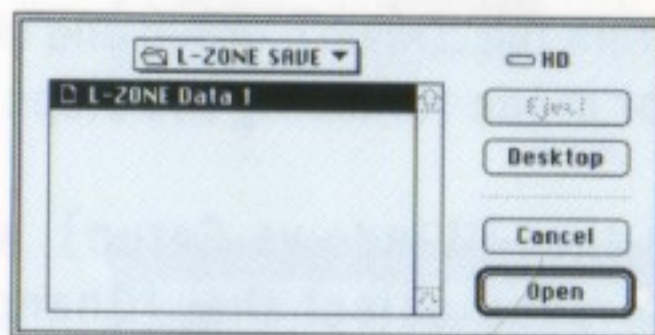 L-ZONE SAVE
HD
L-ZONE Data 1
Eject
Desktop
Cancel
Open